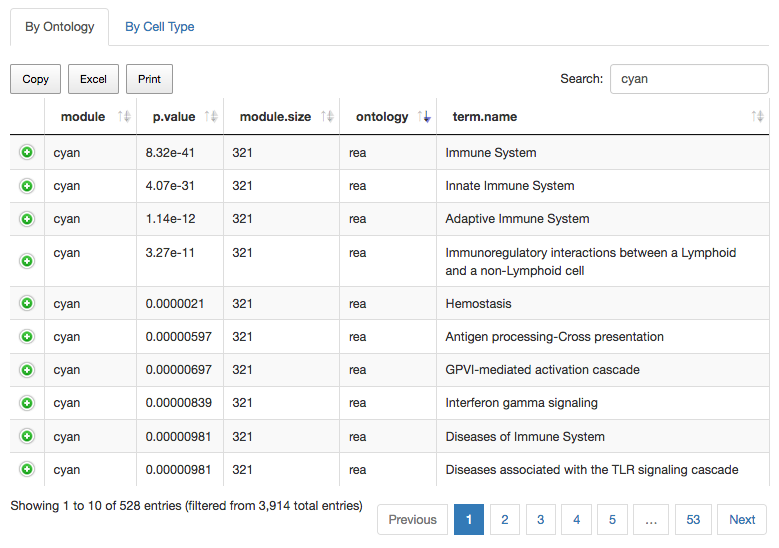 By Ontology By Cell Type
Copy Excel Print Search: cyan
module p.value module.size ontology term.name
cyan 8.32e-41 321 rea Immune System
cyan 4.07e-31 321 rea Innate Immune System
cyan 1.14e-12 321 rea Adaptive Immune System
cyan 3.27e-11 321 rea Immunoregulatory interactions between a Lymphoid
and a non-Lymphoid cell
cyan 0.0000021 321 rea Hemostasis
cyan 0.00000597 321 rea Antigen processing-Cross presentation
cyan 0.00000697 321 rea GPVI-mediated activation cascade
cyan 0.00000839 321 rea Interferon gamma signaling
cyan 0.00000981 321 rea Diseases of Immune System
cyan 0.00000981 321 rea Diseases associated with the TLR signaling cascade
Showing 1 to 10 of 528 entries (filtered from 3,914 total entries)
Previous 1 2 3 4 5 … 53 Next